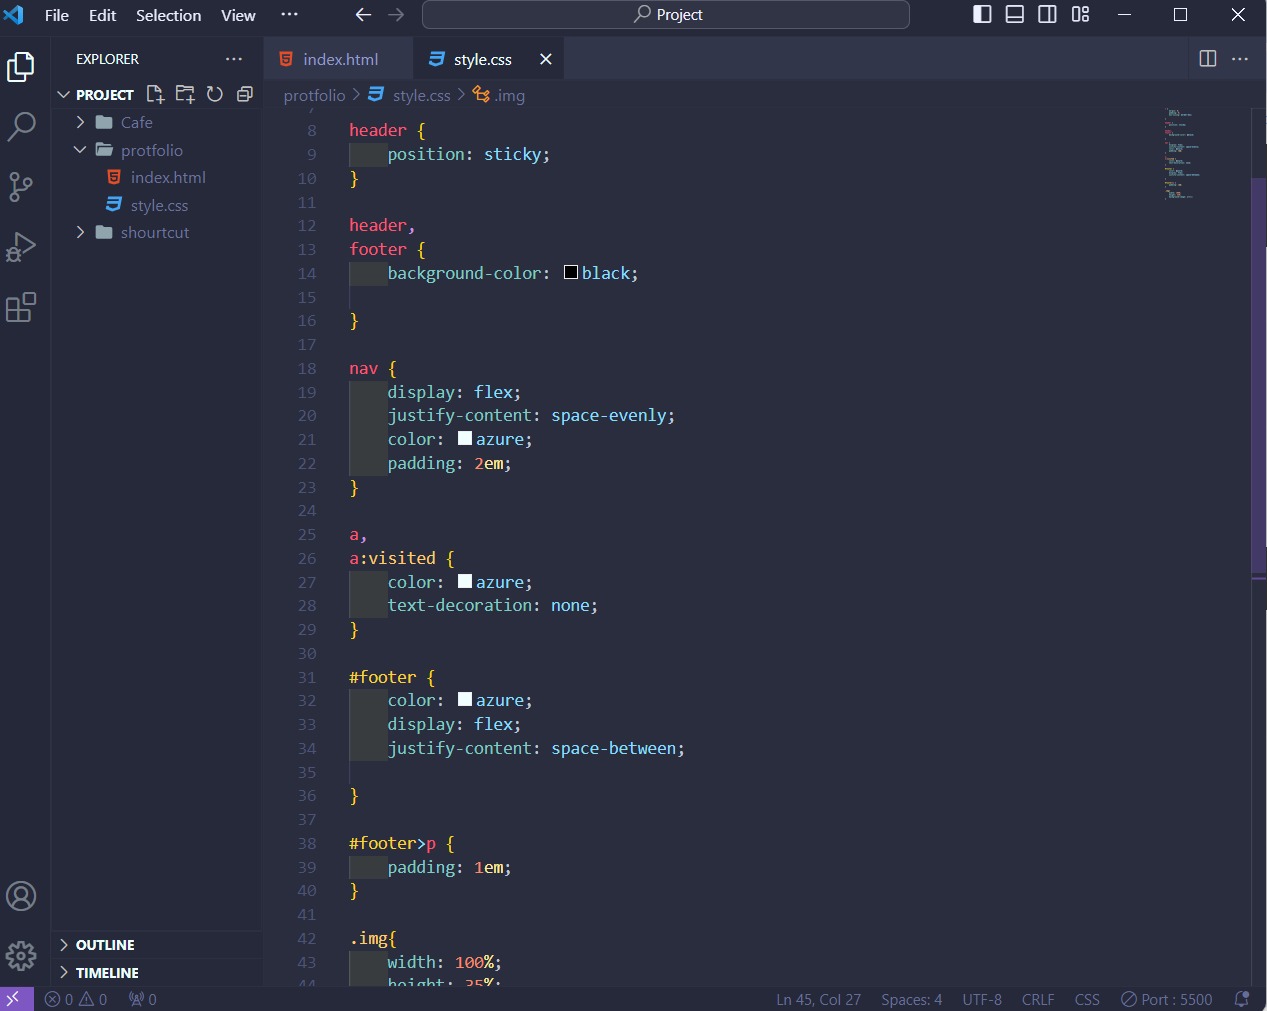 File Edit Selection View ··· Project
EXPLORER ···
index.html style.css
PROJECT
protfolio > style.css > .img
Cafe
protfolio
index.html
style.css
shourtcut
8 header {
9 position: sticky;
10 }
11
12 header,
13 footer {
14 background-color: black;
15
16 }
17
18 nav {
19 display: flex;
20 justify-content: space-evenly;
21 color: azure;
22 padding: 2em;
23 }
24
25 a,
26 a:visited {
27 color: azure;
28 text-decoration: none;
29 }
30
31 #footer {
32 color: azure;
33 display: flex;
34 justify-content: space-between;
35
36 }
37
38 #footer>p {
39 padding: 1em;
40 }
41
42 .img{
43 width: 100%;
44 height: 35%;
OUTLINE
TIMELINE
0 0 0 Ln 45, Col 27 Spaces: 4 UTF-8 CRLF CSS Port : 5500